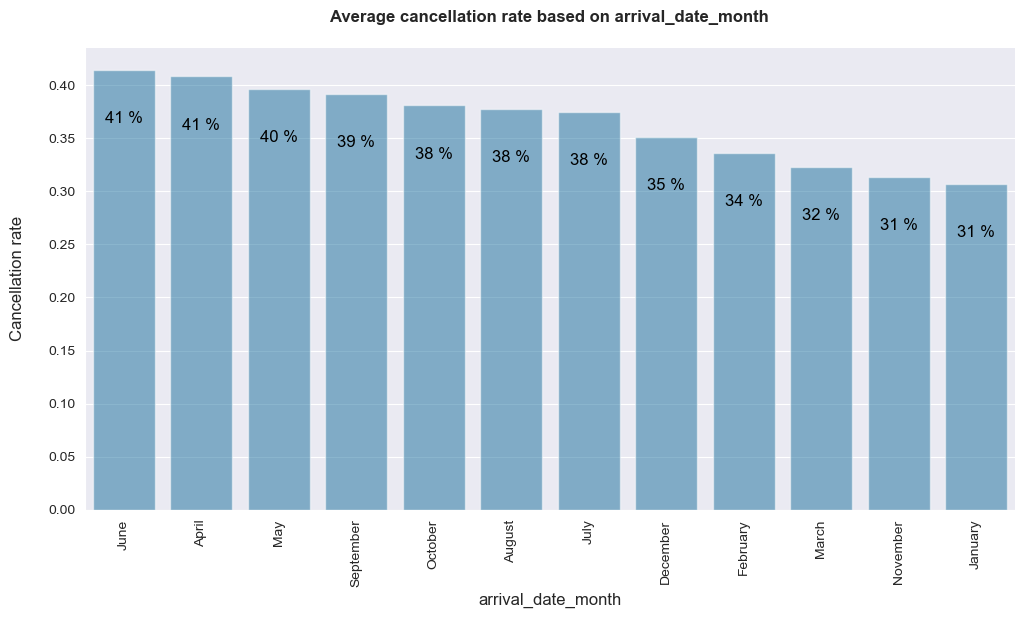 Average cancellation rate based on arrival_date_month
Cancellation rate
0.40
0.35
0.30
0.25
0.20
0.15
0.10
0.05
0.00
41 %
41 %
40 %
39 %
38 %
38 %
38 %
35 %
34 %
32 %
31 %
31 %
June
April
May
September
October
August
July
December
February
March
November
January
arrival_date_month